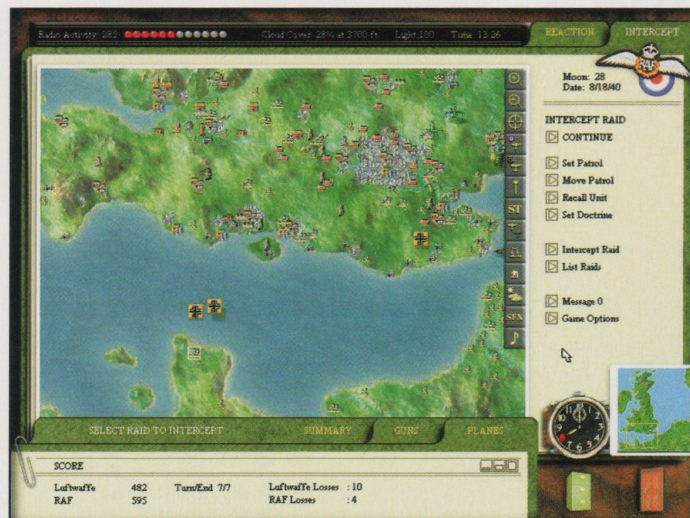 Radio Activity: 285
Cloud Cover: 28% at 3700 ft.
Light:100
Time: 13:26
REACTION
INTERCEPT
RAF
Moon: 28
Date: 8/18/40
INTERCEPT RAID
CONTINUE
Set Patrol
Move Patrol
Recall Unit
Set Doctrine
Intercept Raid
List Raids
Message 0
Game Options
ST
SFX
SELECT RAID TO INTERCEPT
SUMMARY
GUNS
PLANES
SCORE
Luftwaffe 482 Turn/End 7/7 Luftwaffe Losses :10
RAF 595 RAF Losses :4